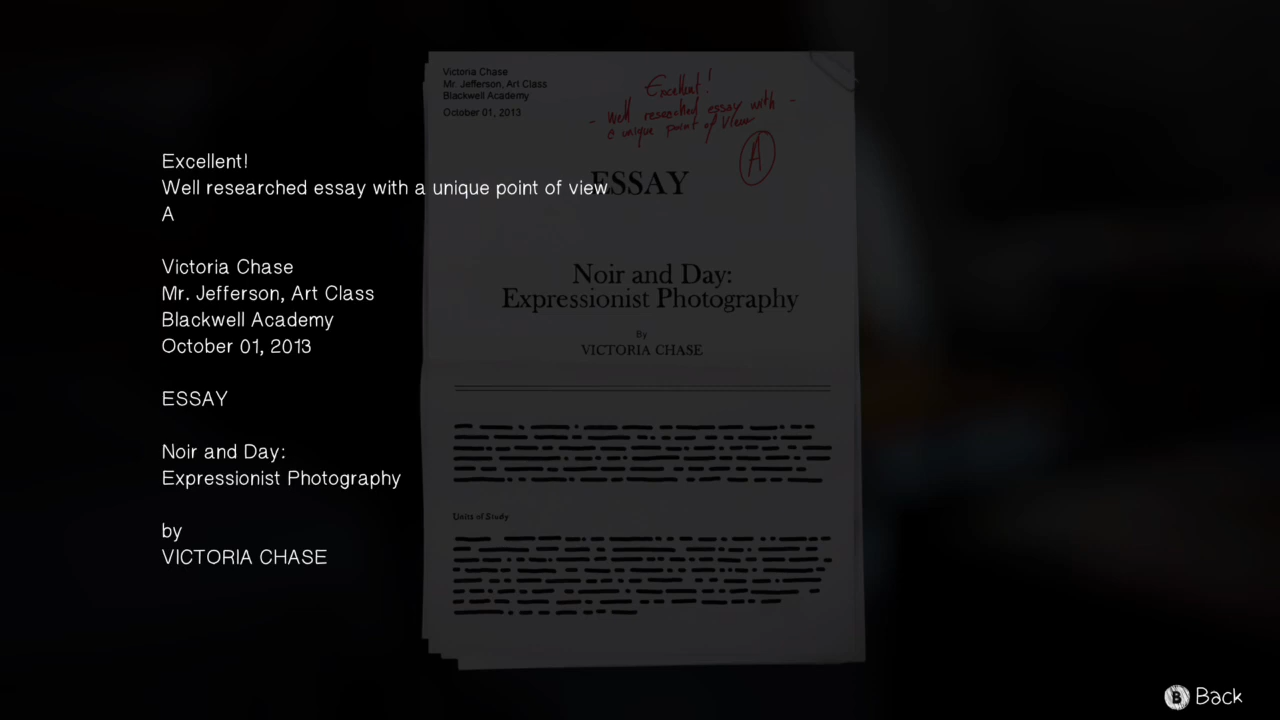 Victoria Chase
Mr. Jefferson, Art Class
Blackwell Academy
October 01, 2013
Excellent!
- Well researched essay with -
a unique point of view
A
ESSAY
Noir and Day:
Expressionist Photography
By
VICTORIA CHASE
Units of Study
Excellent!
Well researched essay with a unique point of view
A
Victoria Chase
Mr. Jefferson, Art Class
Blackwell Academy
October 01, 2013
ESSAY
Noir and Day:
Expressionist Photography
by
VICTORIA CHASE
B Back